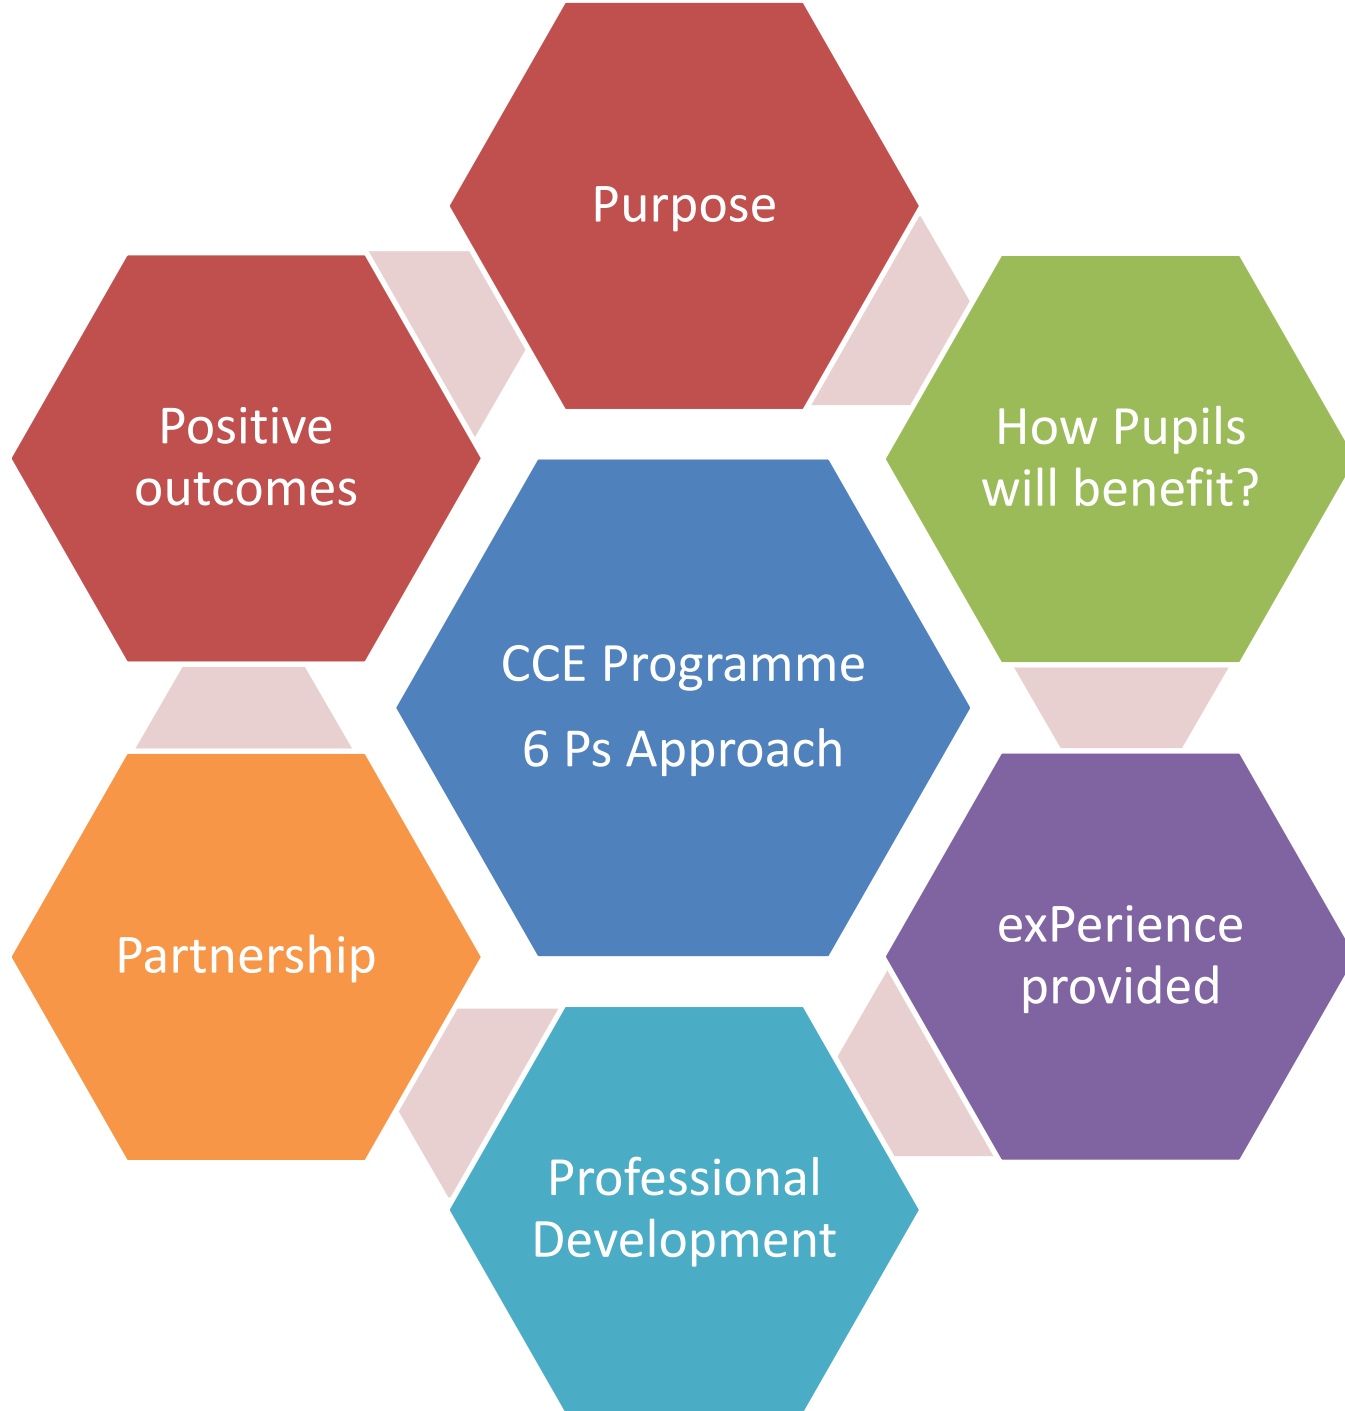 Purpose
How Pupils
will benefit?
exPerience
provided
Professional
Development
Partnership
Positive
outcomes
CCE Programme
6 Ps Approach